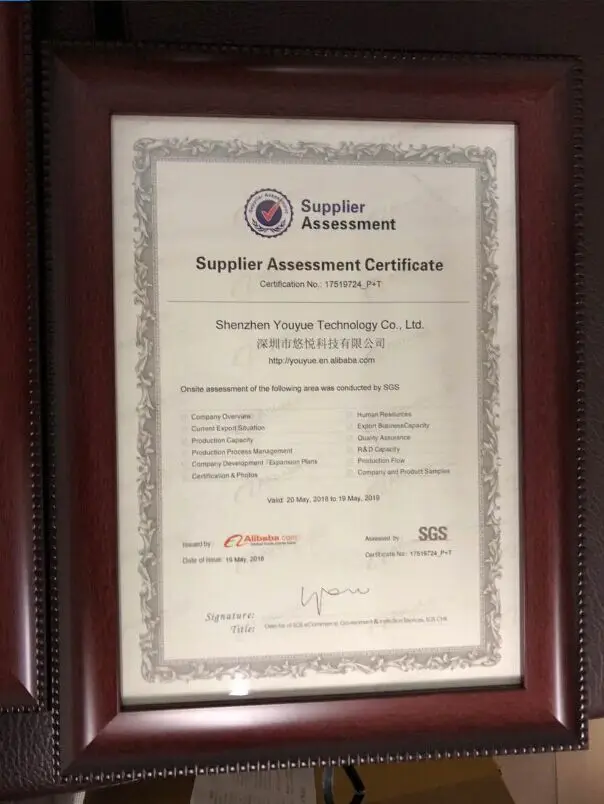 Supplier Assessment
Supplier
Assessment
Supplier Assessment Certificate
Certification No.: 17519724_P+T
Shenzhen Youyue Technology Co., Ltd.
深圳市悠悦科技有限公司
http://youyue.en.alibaba.com
Onsite assessment of the following area was conducted by SGS
Company Overview
Human Resources
Current Export Situation
Export BusinessCapacity
Production Capacity
Quality Assurance
Production Process Management
R&D Capacity
Company Development / Expansion Plans
Production Flow
Certification & Photos
Company and Product Samples
Valid: 20 May, 2018 to 19 May, 2019
Issued by : Alibaba.com
Assessed by : SGS
Date of Issue: 19 May, 2018
Certificate No.: 17519724_P+T
Signature:
Title: